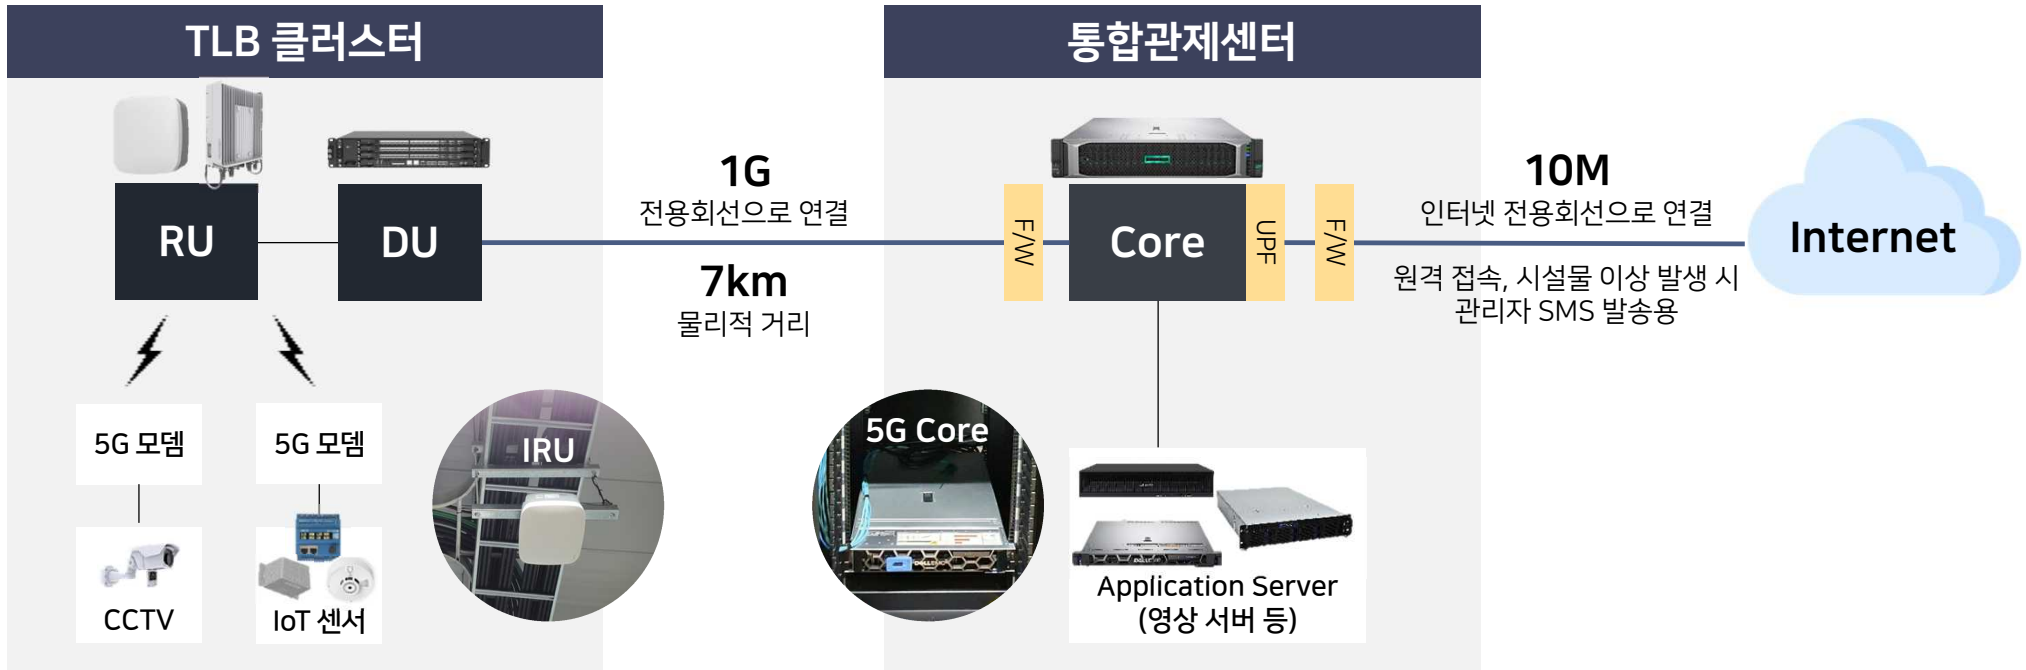 TLB 클러스터
통합관제센터
RU
DU
1G
전용회선으로 연결
7km
물리적 거리
F/W
Core
UPF
F/W
10M
인터넷 전용회선으로 연결
원격 접속, 시설물 이상 발생 시
관리자 SMS 발송용
Internet
5G 모뎀
5G 모뎀
CCTV
IoT 센서
IRU
5G Core
Application Server
(영상 서버 등)